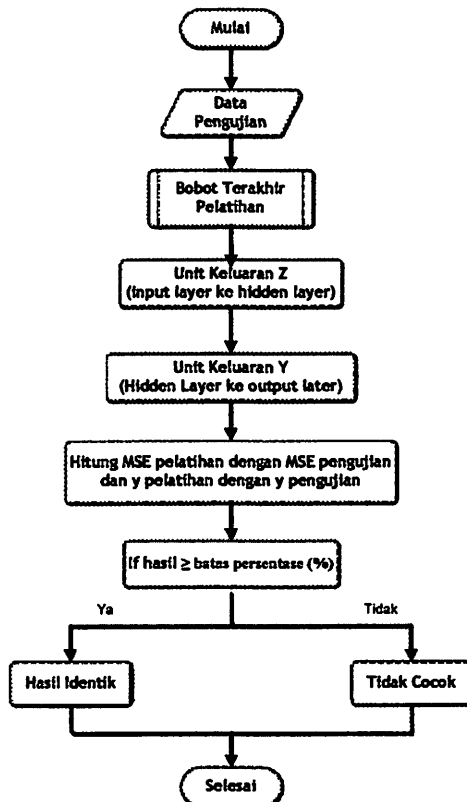 Mulai
Data
Pengujian
Bobot Terakhir
Pelatihan
Unit Keluaran Z
(input layer ke hidden layer)
Unit Keluaran Y
(Hidden Layer ke output later)
Hitung MSE pelatihan dengan MSE pengujian
dan y pelatihan dengan y pengujian
If hasil ≥ batas persentase (%)
Ya
Tidak
Hasil Identik
Tidak Cocok
Selesai